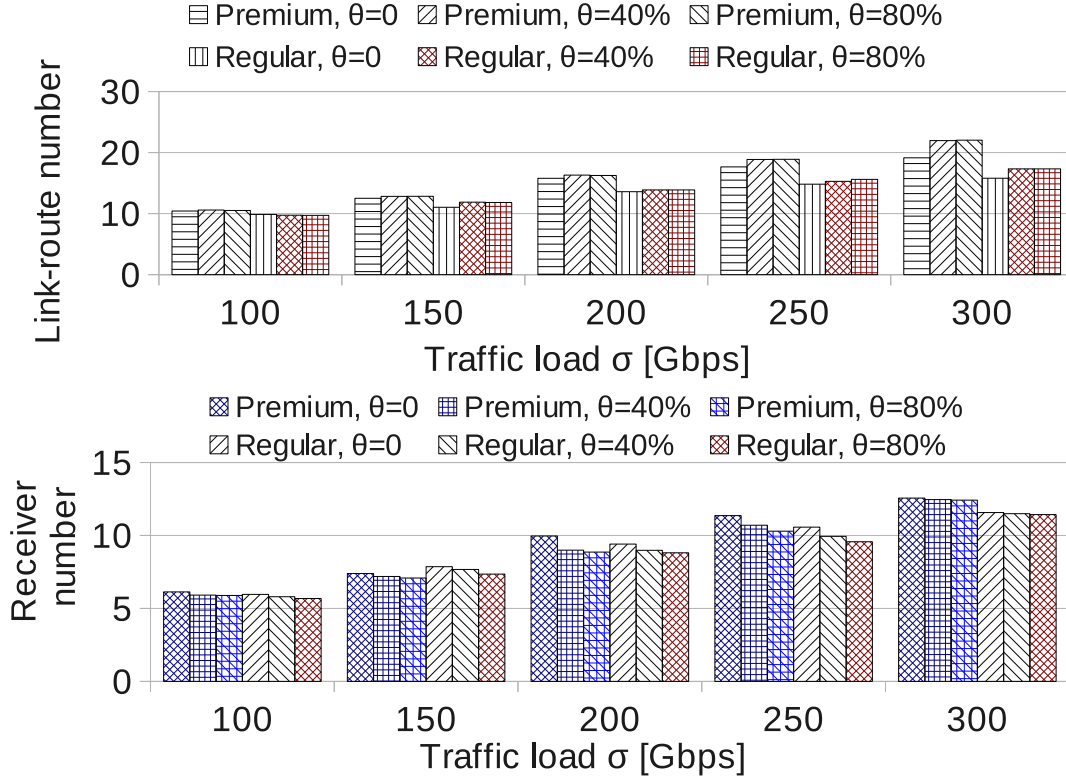 Premium, θ=0 Premium, θ=40% Premium, θ=80%
Regular, θ=0 Regular, θ=40% Regular, θ=80%
Link-route number
30
20
10
0
100 150 200 250 300
Traffic load σ [Gbps]
Premium, θ=0 Premium, θ=40% Premium, θ=80%
Regular, θ=0 Regular, θ=40% Regular, θ=80%
Receiver
number
15
10
5
0
100 150 200 250 300
Traffic load σ [Gbps]